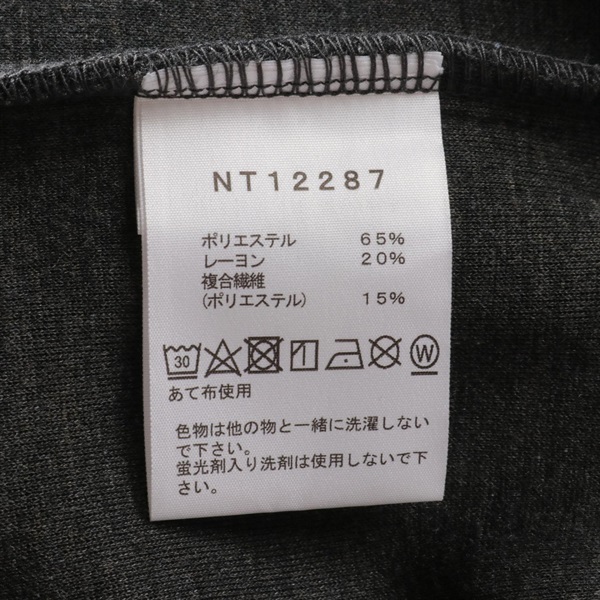 NT12287
ポリエステル 65%
レーヨン 20%
複合繊維
(ポリエステル) 15%
30 W
あて布使用
色物は他の物と一緒に洗濯しない
で下さい。
蛍光剤入り洗剤は使用しないで下
さい。